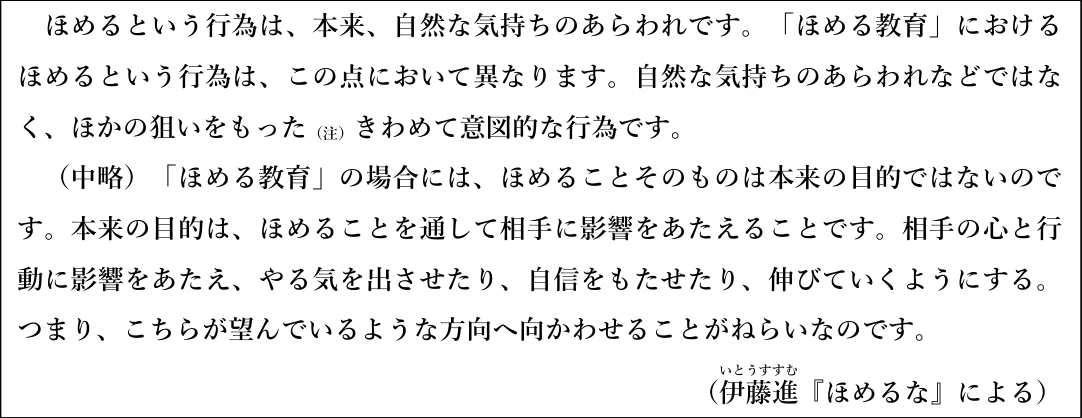 ほめるという行為は、本来、自然な気持ちのあらわれです。「ほめる教育」における
ほめるという行為は、この点において異なります。自然な気持ちのあらわれなどではな
く、ほかの狙いをもった（注）きわめて意図的な行為です。
（中略）「ほめる教育」の場合には、ほめることそのものは本来の目的ではないので
す。本来の目的は、ほめることを通して相手に影響をあたえることです。相手の心と行
動に影響をあたえ、やる気を出させたり、自信をもたせたり、伸びていくようにする。
つまり、こちらが望んでいるような方向へ向かわせることがねらいなのです。
いとうすすむ
（伊藤進『ほめるな』による）